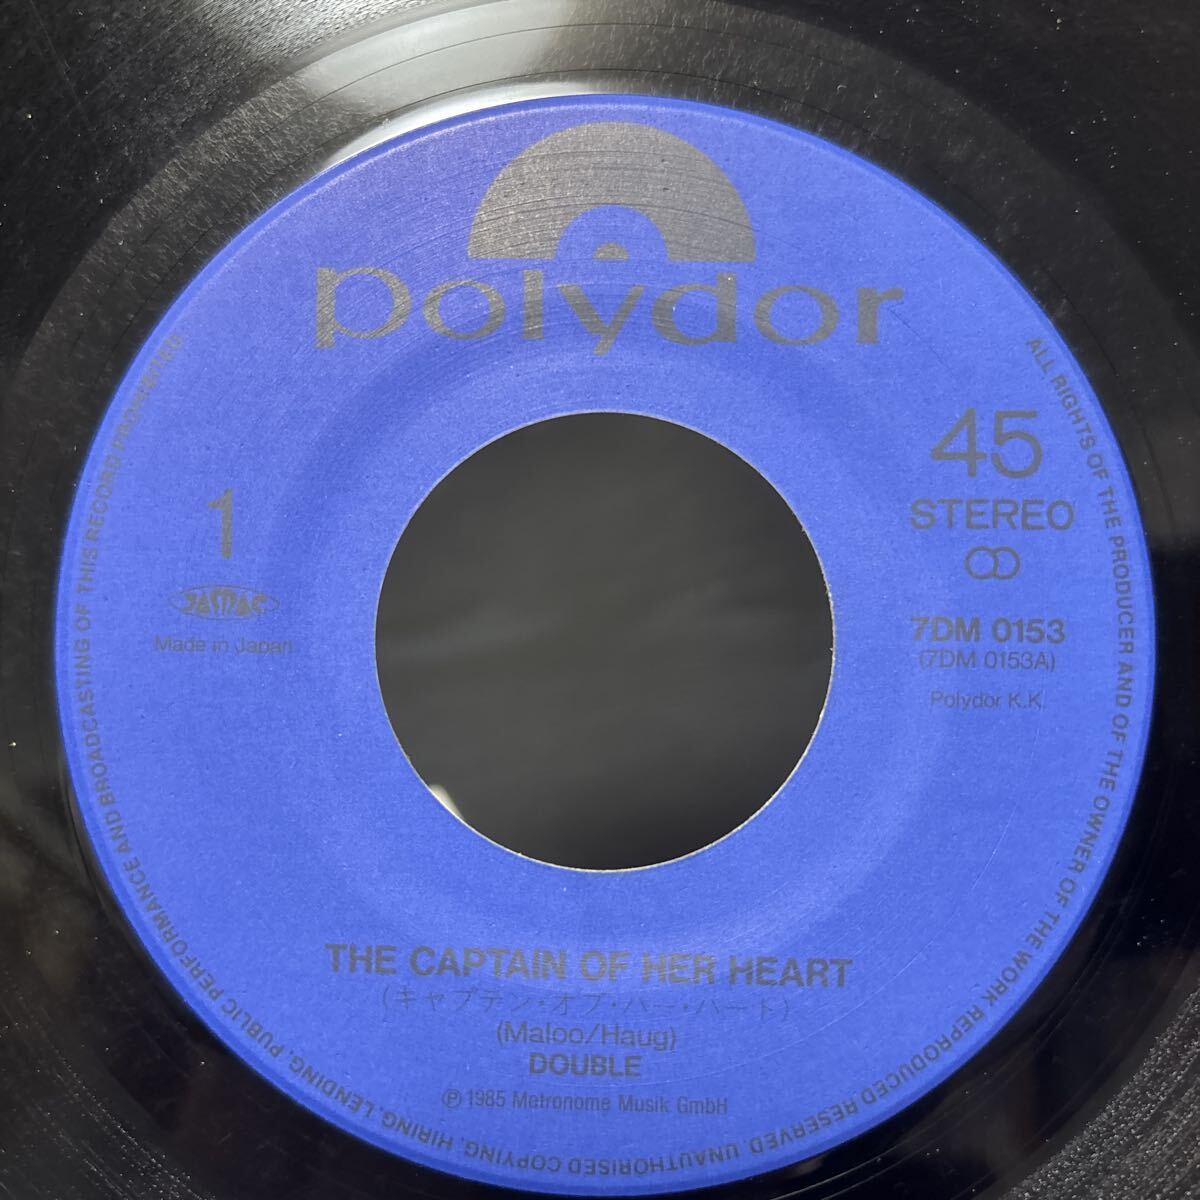 polydor
45
STEREO
1
JASRAC
Made in Japan
7DM 0153
(7DM 0153A)
Polydor K.K.
THE CAPTAIN OF HER HEART
(キャプテン・オブ・ハー・ハート)
(Maloo/Haug)
DOUBLE
Ⓟ 1985 Metronome Musik GmbH
ALL RIGHTS OF THE PRODUCER AND OF THE OWNER OF THE WORK REPRODUCED RESERVED. UNAUTHORISED COPYING, HIRING, LENDING, PUBLIC PERFORMANCE AND BROADCASTING OF THIS RECORD PROHIBITED